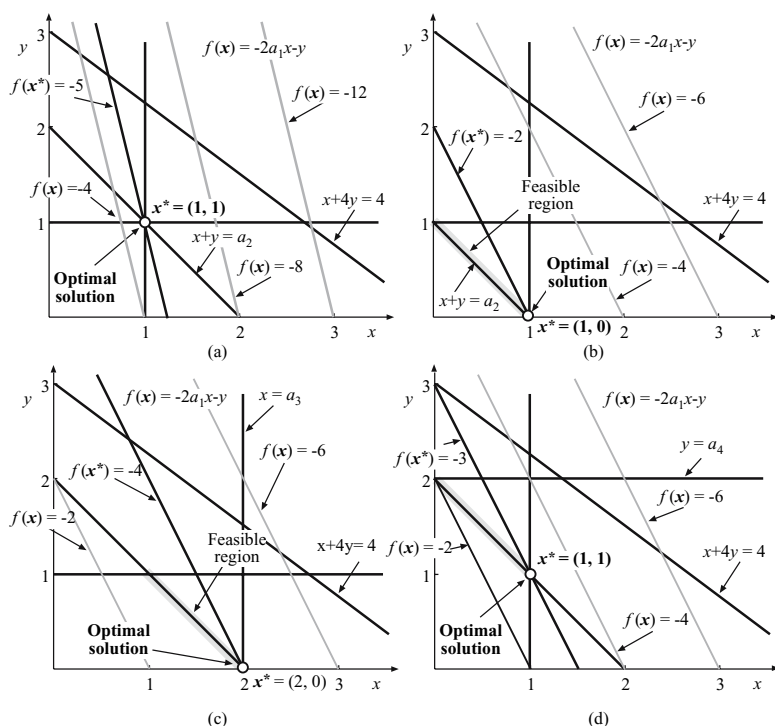 y
3
f(x) = -2a₁x-y
f(x*) = -5
f(x) = -12
2
f(x) = -4
x* = (1, 1)
x+4y = 4
1
x+y = a₂
Optimal
solution
f(x) = -8
1
2
3
x
(a)
y
3
f(x) = -2a₁x-y
f(x) = -6
2
f(x*) = -2
Feasible
region
x+4y = 4
1
Optimal
solution
f(x) = -4
x+y = a₂
x* = (1, 0)
1
2
3
x
(b)
y
3
f(x) = -2a₁x-y
x = a₃
f(x*) = -4
f(x) = -6
2
f(x) = -2
Feasible
region
x+4y= 4
1
Optimal
solution
1
2
x* = (2, 0)
3
x
(c)
y
3
f(x) = -2a₁x-y
y = a₄
f(x*) = -3
2
f(x) = -6
f(x) = -2
x* = (1, 1)
x+4y = 4
1
Optimal
solution
f(x) = -4
1
2
3
x
(d)